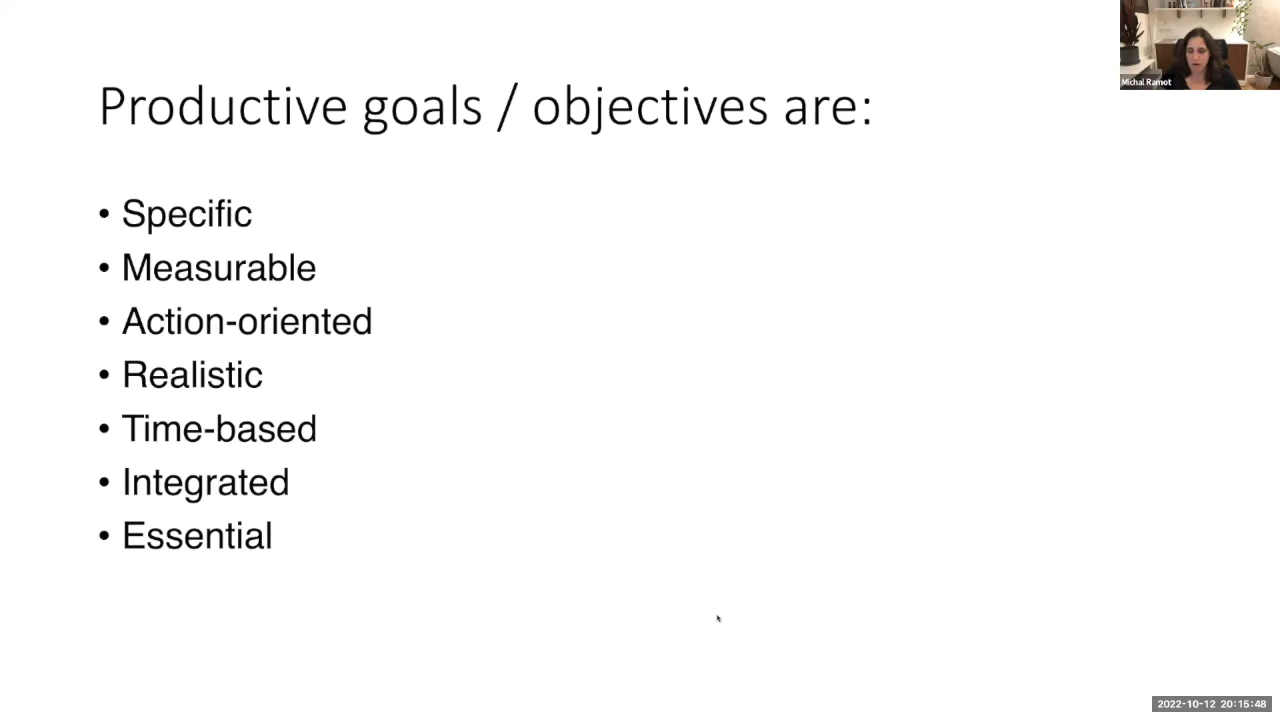 Michal Ramot
Productive goals / objectives are:
• Specific
• Measurable
• Action-oriented
• Realistic
• Time-based
• Integrated
• Essential
2022-10-12 20:15:48